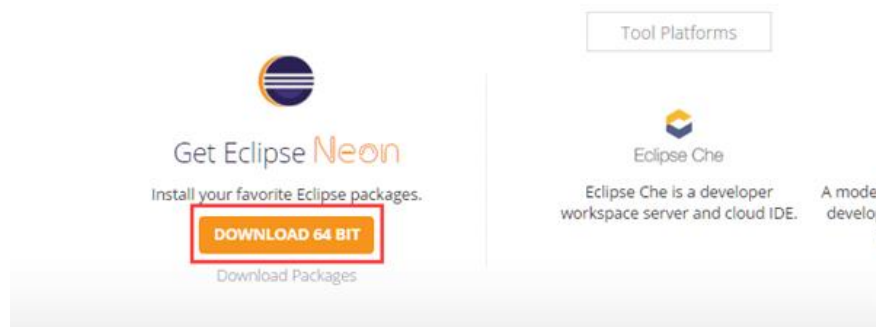 Tool Platforms
Get Eclipse Neon
Install your favorite Eclipse packages.
DOWNLOAD 64 BIT
Download Packages
Eclipse Che
Eclipse Che is a developer
workspace server and cloud IDE.
A mode
develo